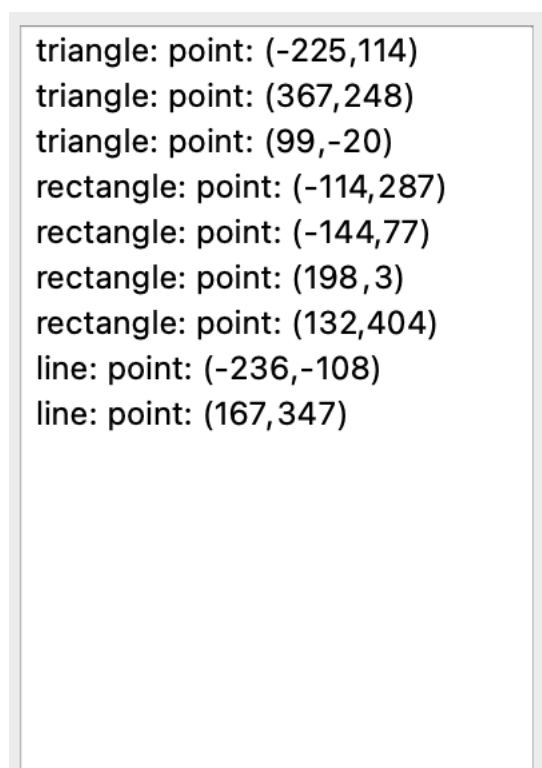 triangle: point: (-225,114)
triangle: point: (367,248)
triangle: point: (99,-20)
rectangle: point: (-114,287)
rectangle: point: (-144,77)
rectangle: point: (198,3)
rectangle: point: (132,404)
line: point: (-236,-108)
line: point: (167,347)